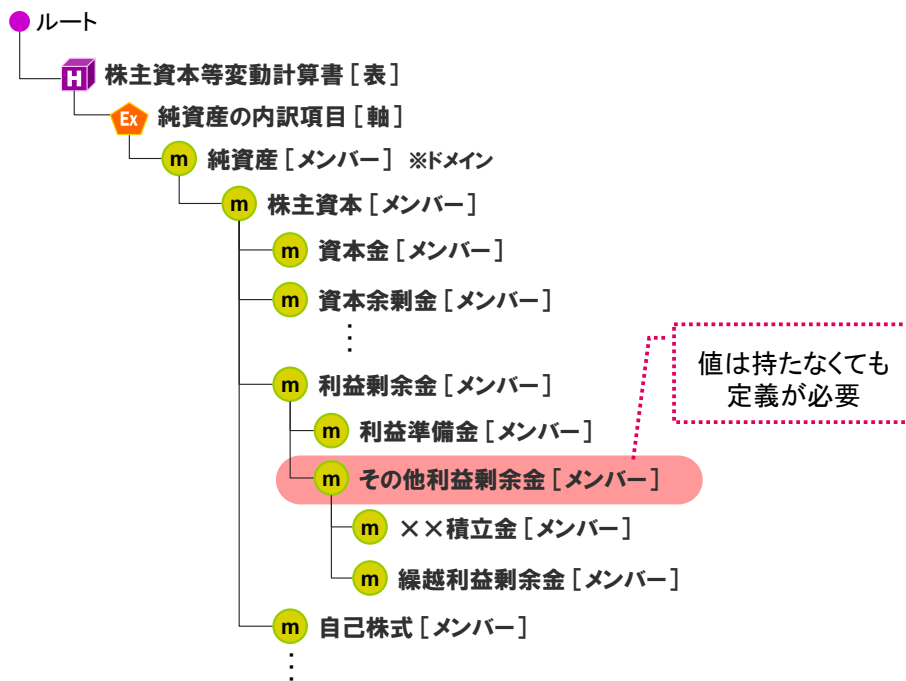 ルート
H 株主資本等変動計算書［表］
Ex 純資産の内訳項目［軸］
m 純資産［メンバー］ ※ドメイン
m 株主資本［メンバー］
m 資本金［メンバー］
m 資本余剰金［メンバー］
⋮
m 利益剰余金［メンバー］
値は持たなくても
定義が必要
m 利益準備金［メンバー］
m その他利益剰余金［メンバー］
m ××積立金［メンバー］
m 繰越利益剰余金［メンバー］
m 自己株式［メンバー］
⋮